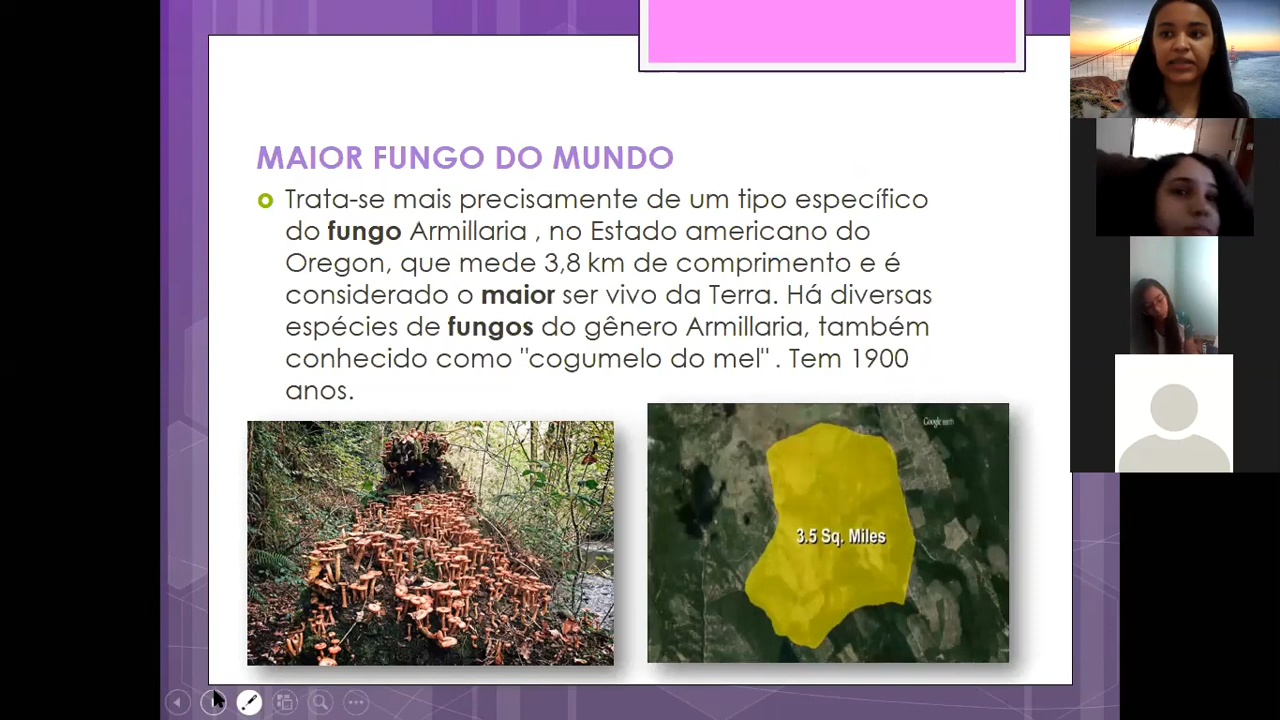 MAIOR FUNGO DO MUNDO
Trata-se mais precisamente de um tipo específico
do fungo Armillaria , no Estado americano do
Oregon, que mede 3,8 km de comprimento e é
considerado o maior ser vivo da Terra. Há diversas
espécies de fungos do gênero Armillaria, também
conhecido como "cogumelo do mel" . Tem 1900
anos.
Google earth
3.5 Sq. Miles